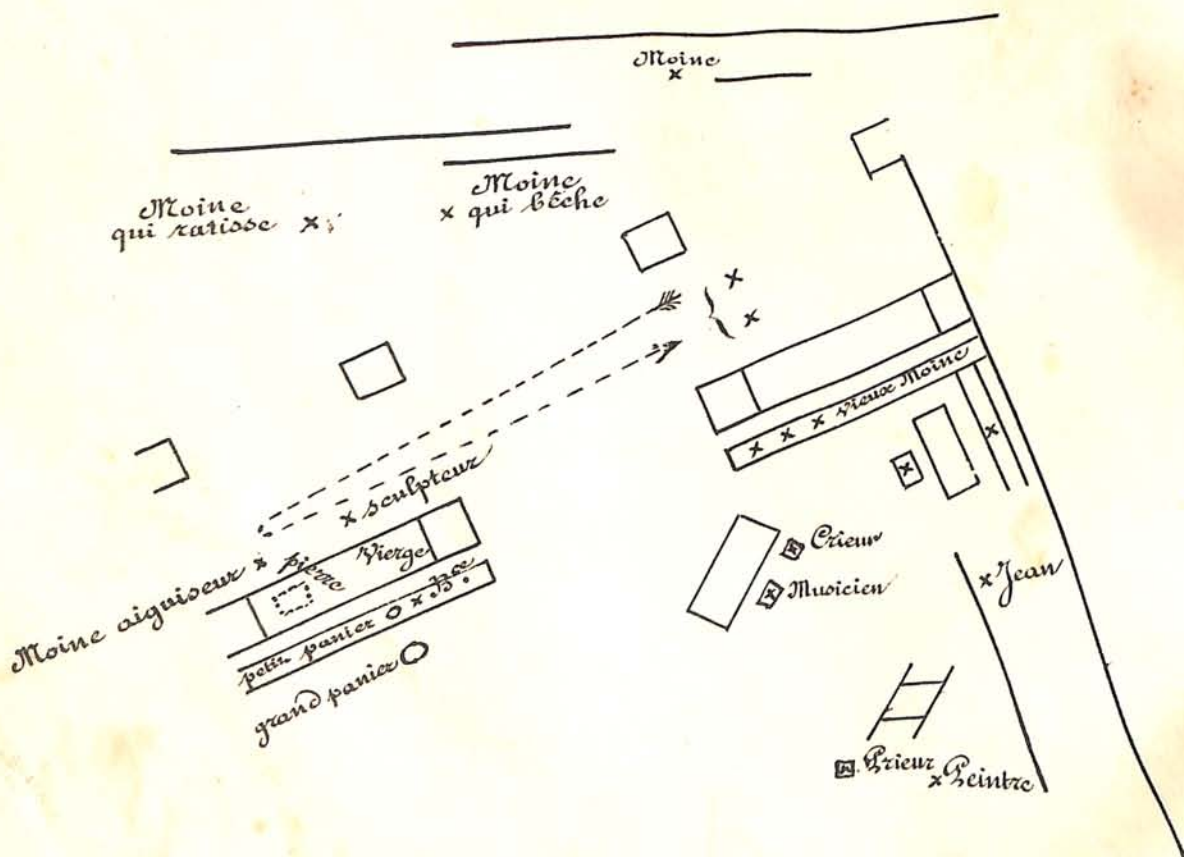 Moine
Moine
qui ratisse
Moine
qui bêche
Vieux Moine
sculpteur
Moine aiguiseur
pierre
Vierge
petit panier
Bce.
grand panier
Crieur
Musicien
Jean
Prieur
Peintre